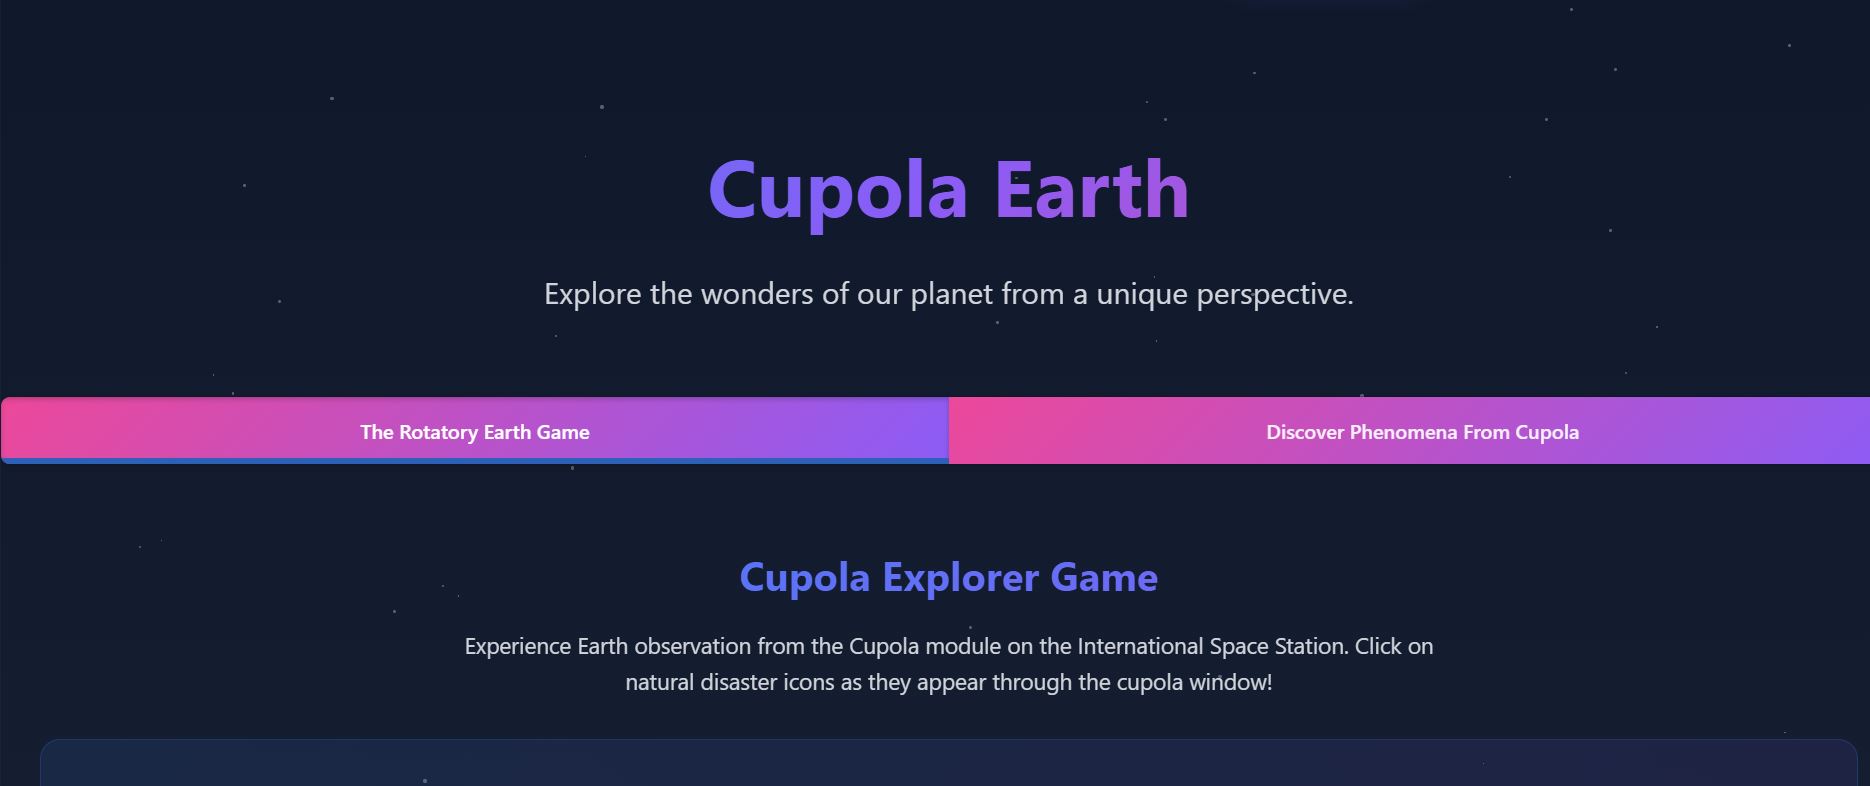 Cupola Earth
Explore the wonders of our planet from a unique perspective.
The Rotatory Earth Game
Discover Phenomena From Cupola
Cupola Explorer Game
Experience Earth observation from the Cupola module on the International Space Station. Click on
natural disaster icons as they appear through the cupola window!